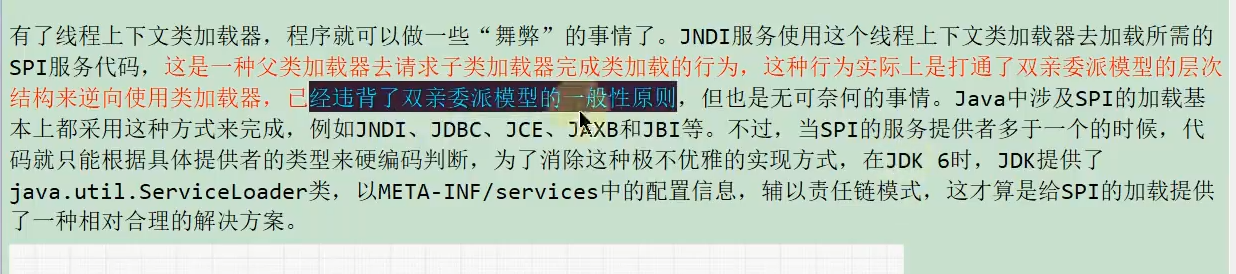 有了线程上下文类加载器，程序就可以做一些“舞弊”的事情了。JNDI服务使用这个线程上下文类加载器去加载所需的
SPI服务代码，这是一种父类加载器去请求子类加载器完成类加载的行为，这种行为实际上是打通了双亲委派模型的层次
结构来逆向使用类加载器，已经违背了双亲委派模型的一般性原则，但也是无可奈何的事情。Java中涉及SPI的加载基
本上都采用这种方式来完成，例如JNDI、JDBC、JCE、JAXB和JBI等。不过，当SPI的服务提供者多于一个的时候，代
码就只能根据具体提供者的类型来硬编码判断，为了消除这种极不优雅的实现方式，在JDK 6时，JDK提供了
java.util.ServiceLoader类，以META-INF/services中的配置信息，辅以责任链模式，这才算是给SPI的加载提供
了一种相对合理的解决方案。